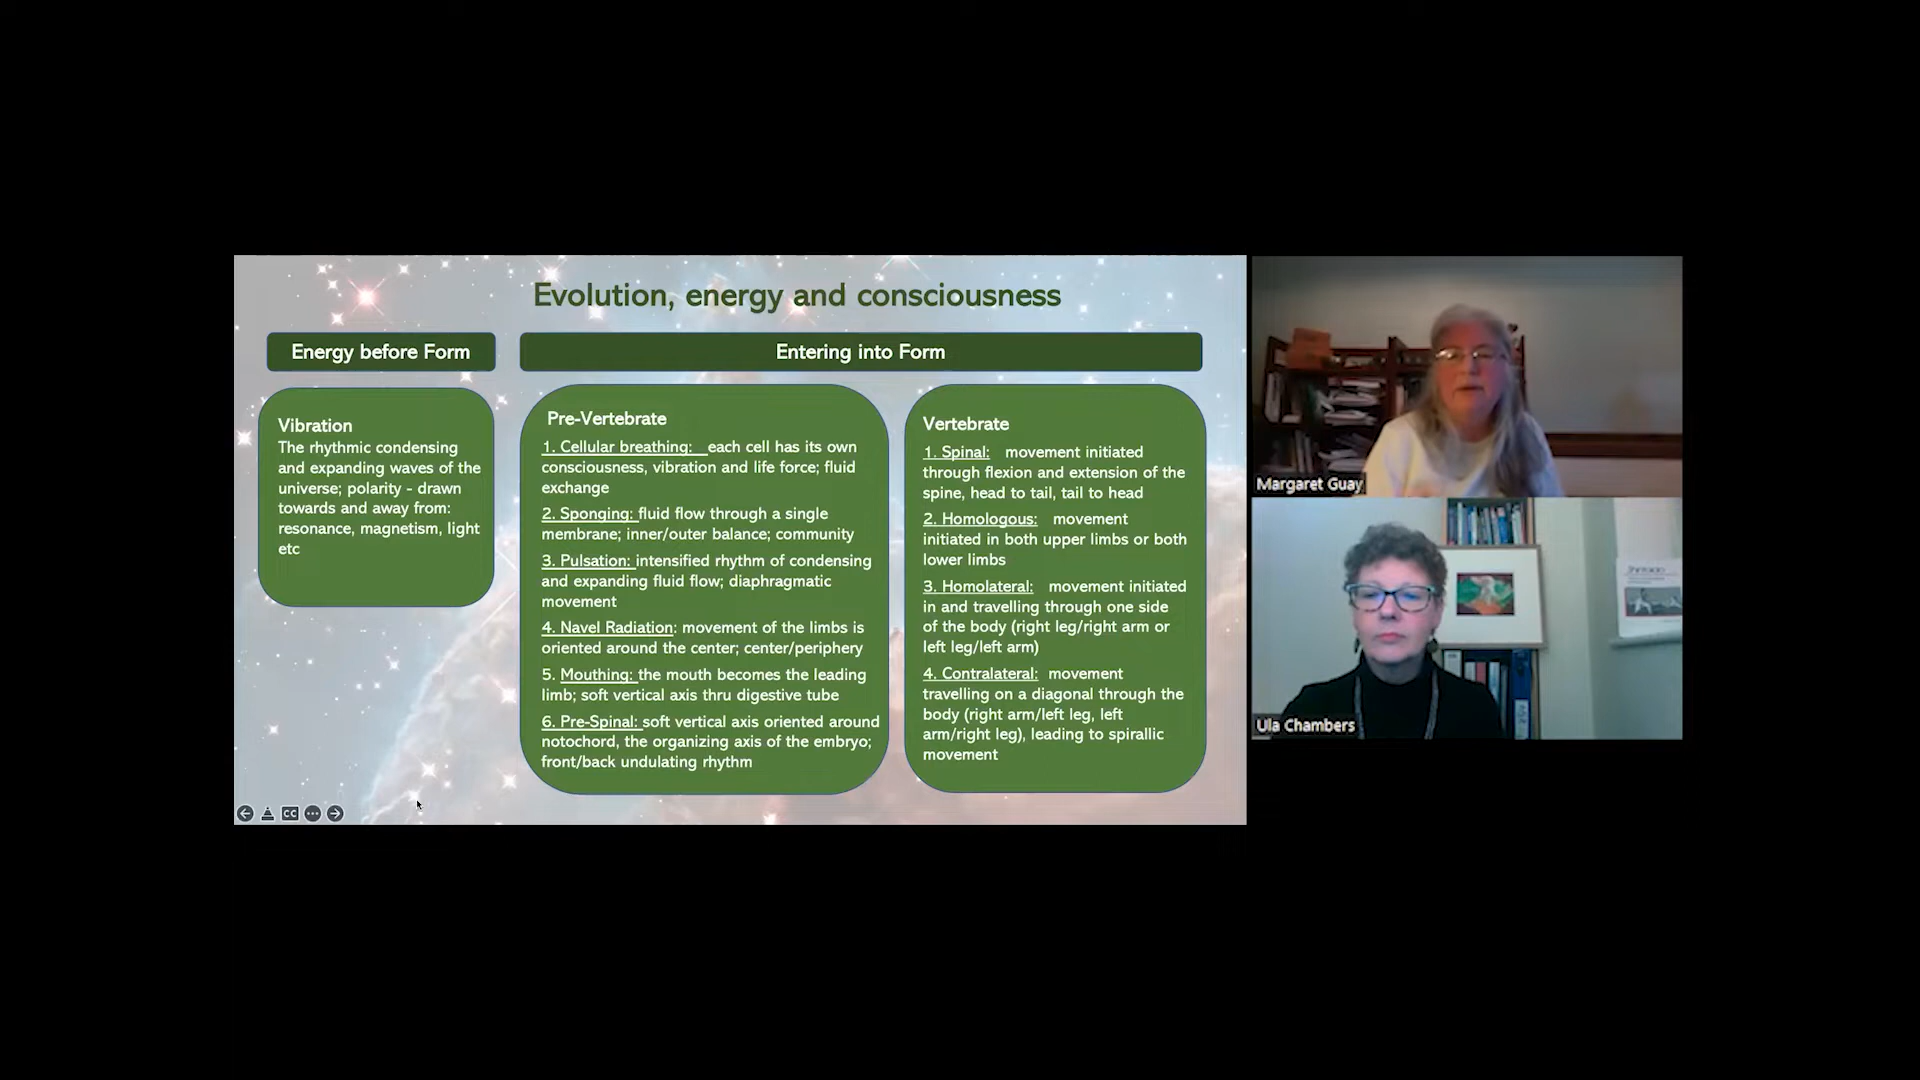 Evolution, energy and consciousness
Energy before Form
Entering into Form
Vibration
The rhythmic condensing
and expanding waves of the
universe; polarity - drawn
towards and away from:
resonance, magnetism, light
etc
Pre-Vertebrate
1. Cellular breathing: each cell has its own
consciousness, vibration and life force; fluid
exchange
2. Sponging: fluid flow through a single
membrane; inner/outer balance; community
3. Pulsation: intensified rhythm of condensing
and expanding fluid flow; diaphragmatic
movement
4. Navel Radiation: movement of the limbs is
oriented around the center; center/periphery
5. Mouthing: the mouth becomes the leading
limb; soft vertical axis thru digestive tube
6. Pre-Spinal: soft vertical axis oriented around
notochord, the organizing axis of the embryo;
front/back undulating rhythm
Vertebrate
1. Spinal: movement initiated
through flexion and extension of the
spine, head to tail, tail to head
2. Homologous: movement
initiated in both upper limbs or both
lower limbs
3. Homolateral: movement initiated
in and travelling through one side
of the body (right leg/right arm or
left leg/left arm)
4. Contralateral: movement
travelling on a diagonal through the
body (right arm/left leg, left
arm/right leg), leading to spirallic
movement
CC
Margaret Guay
Ula Chambers